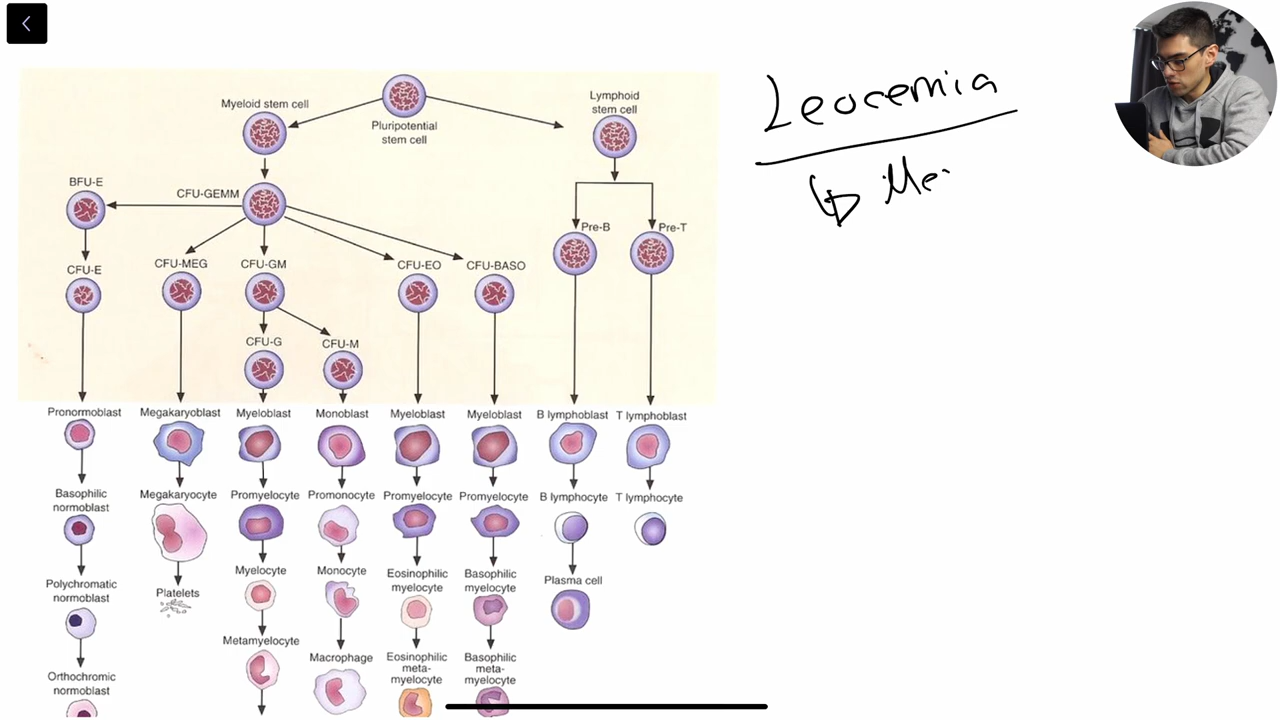 Leucemia
Me
Myeloid stem cell
Pluripotential
stem cell
Lymphoid
stem cell
BFU-E
CFU-GEMM
Pre-B
Pre-T
CFU-E
CFU-MEG
CFU-GM
CFU-EO
CFU-BASO
CFU-G
CFU-M
Pronormoblast
Megakaryoblast
Myeloblast
Monoblast
Myeloblast
Myeloblast
B lymphoblast
T lymphoblast
Basophilic
normoblast
Megakaryocyte
Promyelocyte
Promonocyte
Promyelocyte
Promyelocyte
B lymphocyte
T lymphocyte
Polychromatic
normoblast
Platelets
Myelocyte
Monocyte
Eosinophilic
myelocyte
Basophilic
myelocyte
Plasma cell
Orthochromic
normoblast
Metamyelocyte
Macrophage
Eosinophilic
meta-
myelocyte
Basophilic
meta-
myelocyte